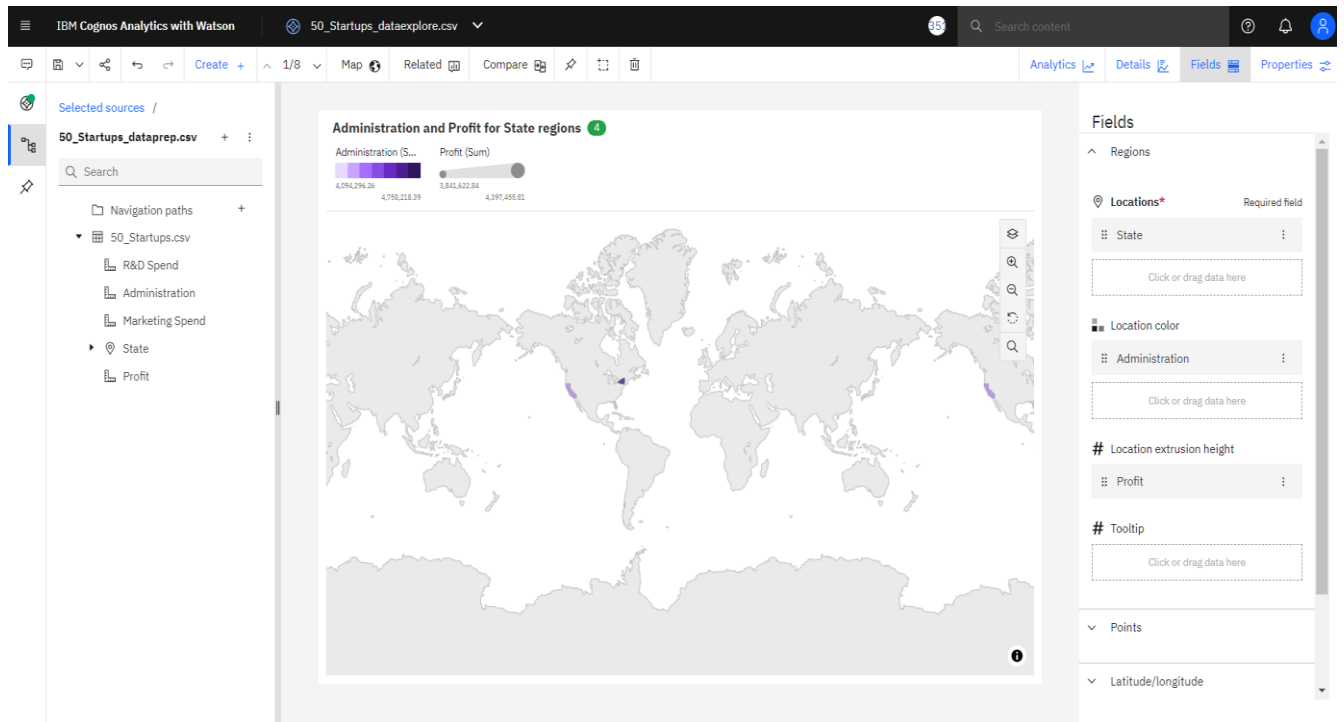 IBM Cognos Analytics with Watson
50_Startups_dataexplore.csv
351
Search content
Create +
1/8
Map
Related
Compare
Analytics
Details
Fields
Properties
Selected sources /
50_Startups_dataprep.csv
Search
Navigation paths
50_Startups.csv
R&D Spend
Administration
Marketing Spend
State
Profit
Administration and Profit for State regions 4
Administration (S...
Profit (Sum)
4,094,296.26
3,841,622.84
4,758,218.39
4,397,455.81
Fields
Regions
Locations* Required field
State
Click or drag data here
Location color
Administration
Click or drag data here
# Location extrusion height
Profit
# Tooltip
Click or drag data here
Points
Latitude/longitude